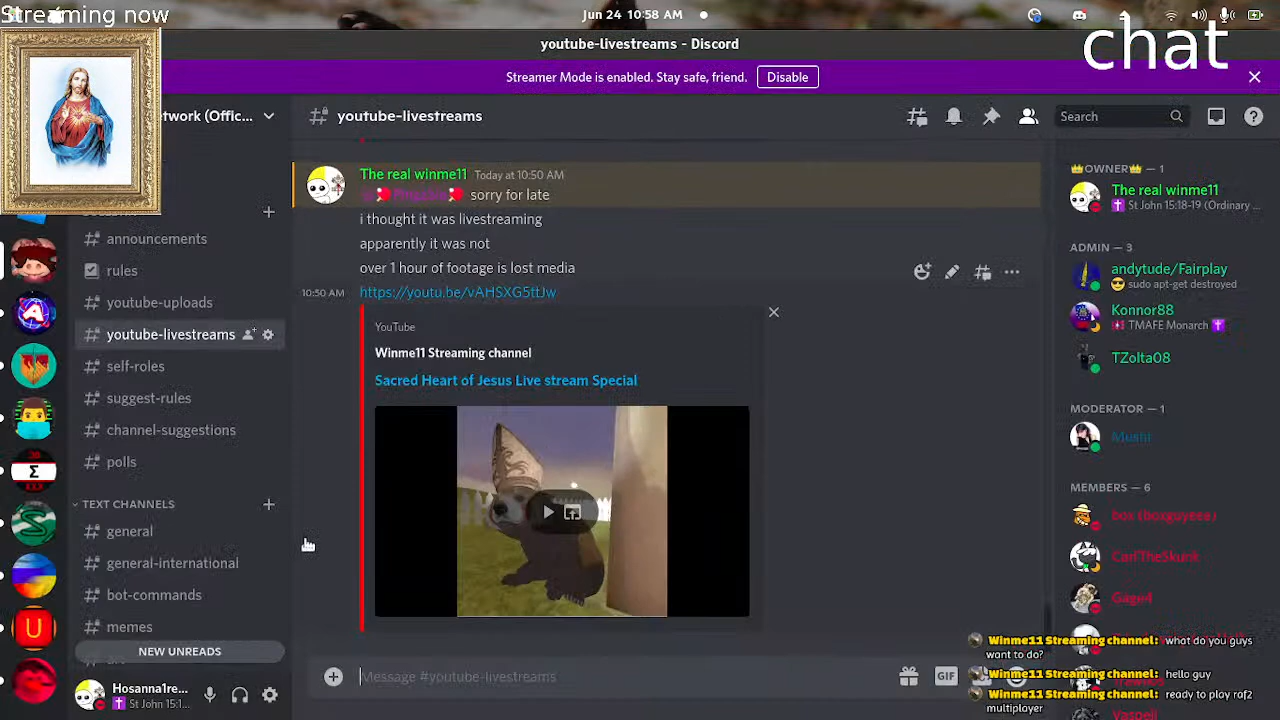 Streaming now
Jun 24 10:58 AM
youtube-livestreams - Discord
chat
Streamer Mode is enabled. Stay safe, friend.
Disable
twork (Offic...
youtube-livestreams
Search
announcements
rules
youtube-uploads
youtube-livestreams
self-roles
suggest-rules
channel-suggestions
polls
TEXT CHANNELS
general
general-international
bot-commands
memes
NEW UNREADS
Hosanna1re...
St John 15:1...
The real winme11 Today at 10:50 AM
sorry for late
i thought it was livestreaming
apparently it was not
over 1 hour of footage is lost media
10:50 AM
https://youtu.be/vAHSXG5ttJw
YouTube
Winme11 Streaming channel
Sacred Heart of Jesus Live stream Special
Message #youtube-livestreams
GIF
OWNER — 1
The real winme11
St John 15:18-19 (Ordinary ...
ADMIN — 3
andytude/Fairplay
sudo apt-get destroyed
Konnor88
TMAFE Monarch
TZolta08
MODERATOR — 1
Mushi
MEMBERS — 6
box (boxguyeee)
CarlTheSkunk
Winme11 Streaming channel: what do you guys
want to do?
Winme11 Streaming channel: hello guy
Winme11 Streaming channel: ready to play raf2
multiplayer